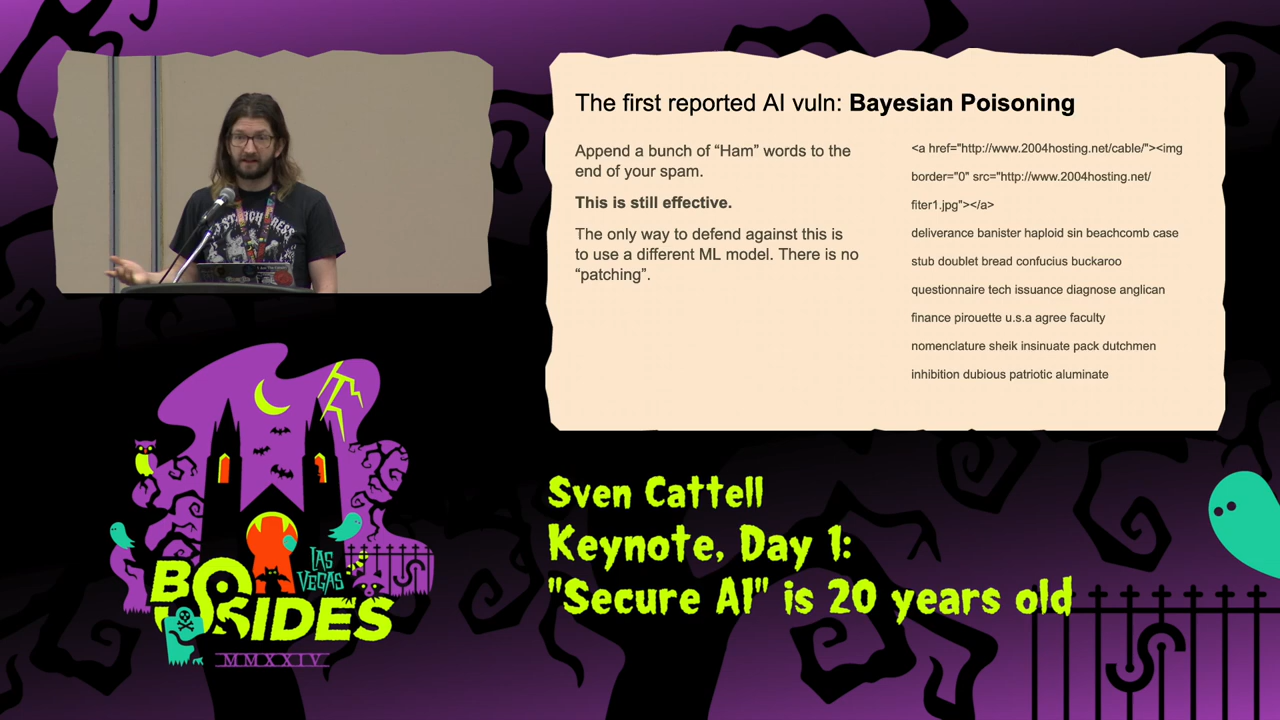 The first reported AI vuln: Bayesian Poisoning
Append a bunch of “Ham” words to the
end of your spam.
This is still effective.
The only way to defend against this is
to use a different ML model. There is no
“patching”.
<a href="http://www.2004hosting.net/cable/"><img
border="0" src="http://www.2004hosting.net/
fiter1.jpg"></a>
deliverance banister haploid sin beachcomb case
stub doublet bread confucius buckaroo
questionnaire tech issuance diagnose anglican
finance pirouette u.s.a agree faculty
nomenclature sheik insinuate pack dutchmen
inhibition dubious patriotic aluminate
BSIDES
LAS
VEGAS
MMXXIV
Sven Cattell
Keynote, Day 1:
"Secure AI" is 20 years old